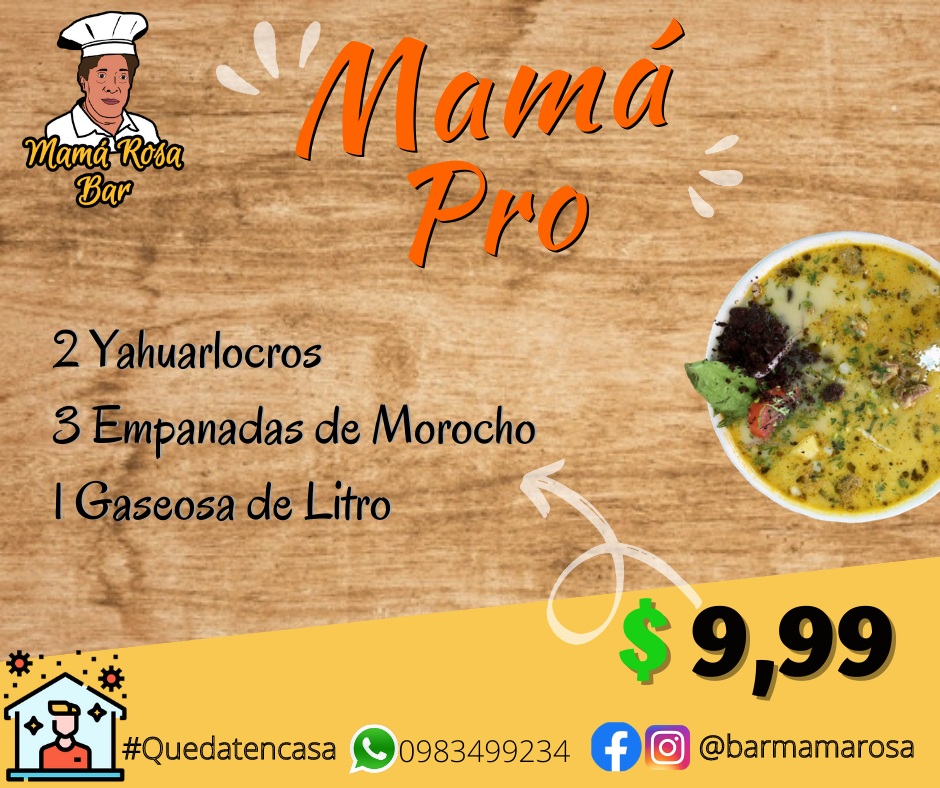 Mamá Rosa
Bar
Mamá
Pro
2 Yahuarlocros
3 Empanadas de Morocho
1 Gaseosa de Litro
$ 9,99
#Quedatencasa 0983499234 @barmamarosa